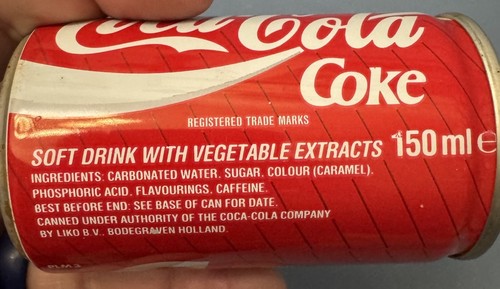 Coca-Cola
Coke
REGISTERED TRADE MARKS
SOFT DRINK WITH VEGETABLE EXTRACTS 150 ml e
INGREDIENTS: CARBONATED WATER, SUGAR, COLOUR (CARAMEL),
PHOSPHORIC ACID, FLAVOURINGS, CAFFEINE.
BEST BEFORE END: SEE BASE OF CAN FOR DATE.
CANNED UNDER AUTHORITY OF THE COCA-COLA COMPANY
BY LIKO B.V., BODEGRAVEN HOLLAND.